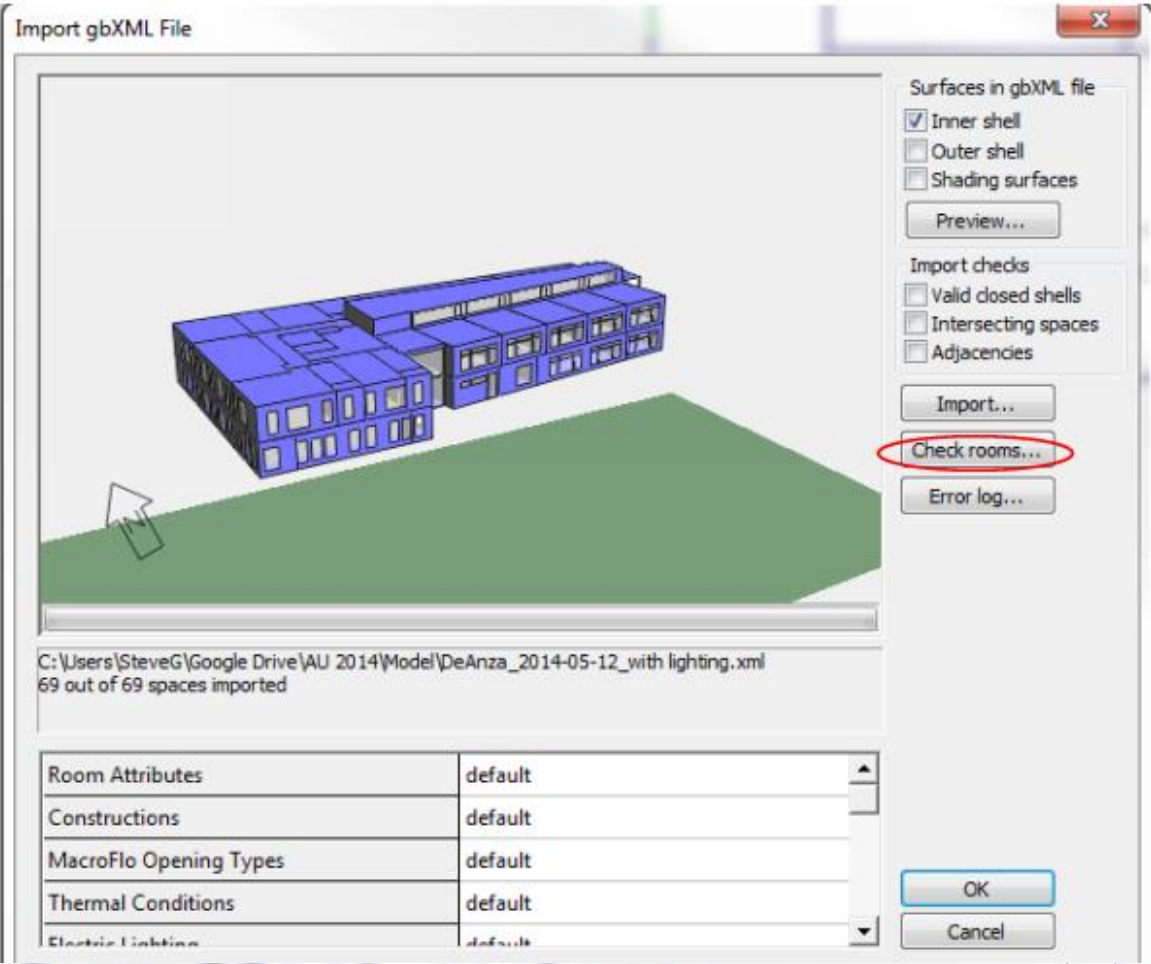 Import gbXML File
x
Surfaces in gbXML file
Inner shell
Outer shell
Shading surfaces
Preview...
Import checks
Valid closed shells
Intersecting spaces
Adjacencies
Import...
Check rooms...
Error log...
N
C:\Users\SteveG\Google Drive\AU 2014\Model\DeAnza_2014-05-12_with lighting.xml
69 out of 69 spaces imported
Room Attributes default
Constructions default
MacroFlo Opening Types default
Thermal Conditions default
Electric Lighting default
OK
Cancel